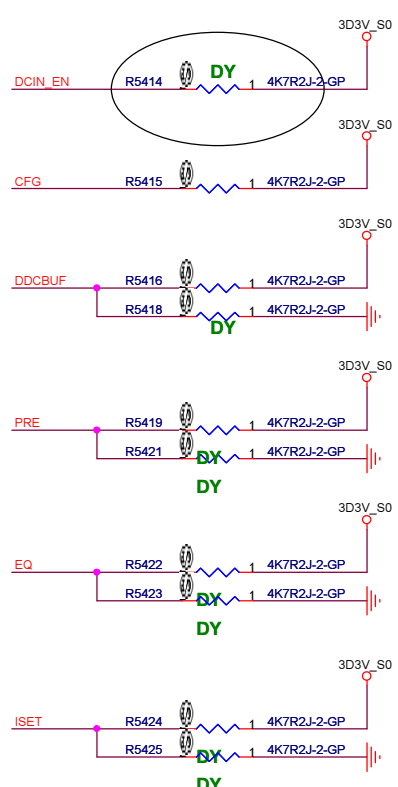 3D3V_S0
DY
DCIN_EN R5414 1 4K7R2J-2-GP
3D3V_S0
CFG R5415 1 4K7R2J-2-GP
3D3V_S0
DDCBUF R5416 1 4K7R2J-2-GP
R5418 1 4K7R2J-2-GP
DY
3D3V_S0
PRE R5419 1 4K7R2J-2-GP
R5421 DY 1 4K7R2J-2-GP
DY
3D3V_S0
EQ R5422 1 4K7R2J-2-GP
R5423 DY 1 4K7R2J-2-GP
DY
3D3V_S0
ISET R5424 1 4K7R2J-2-GP
R5425 DY 1 4K7R2J-2-GP
DY